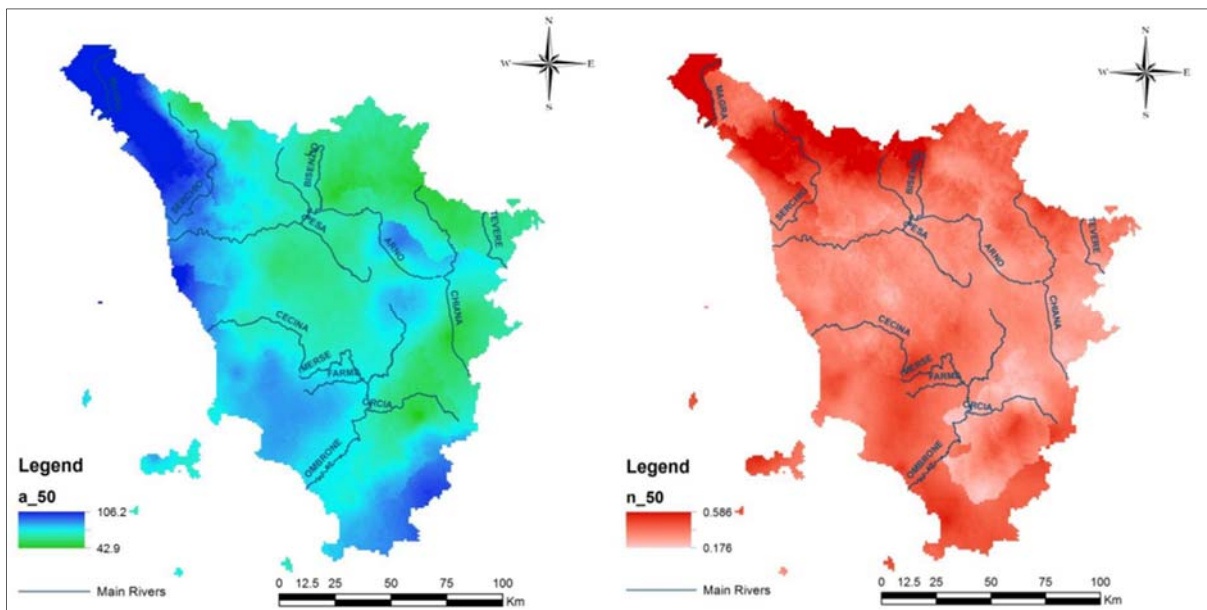 N
W E
S
MAGRA
SERCHIO
BISENZIO
PESA
ARNO
TEVERE
CHIANA
CECINA
MERSE
FARMA
ORCIA
OMBRONE
Legend
a_50
106.2
42.9
Main Rivers
0 12.5 25 50 75 100
Km
N
W E
S
MAGRA
SERCHIO
BISENZIO
PESA
ARNO
TEVERE
CHIANA
CECINA
MERSE
FARMA
ORCIA
OMBRONE
Legend
n_50
0.586
0.176
Main Rivers
0 12.5 25 50 75 100
Km